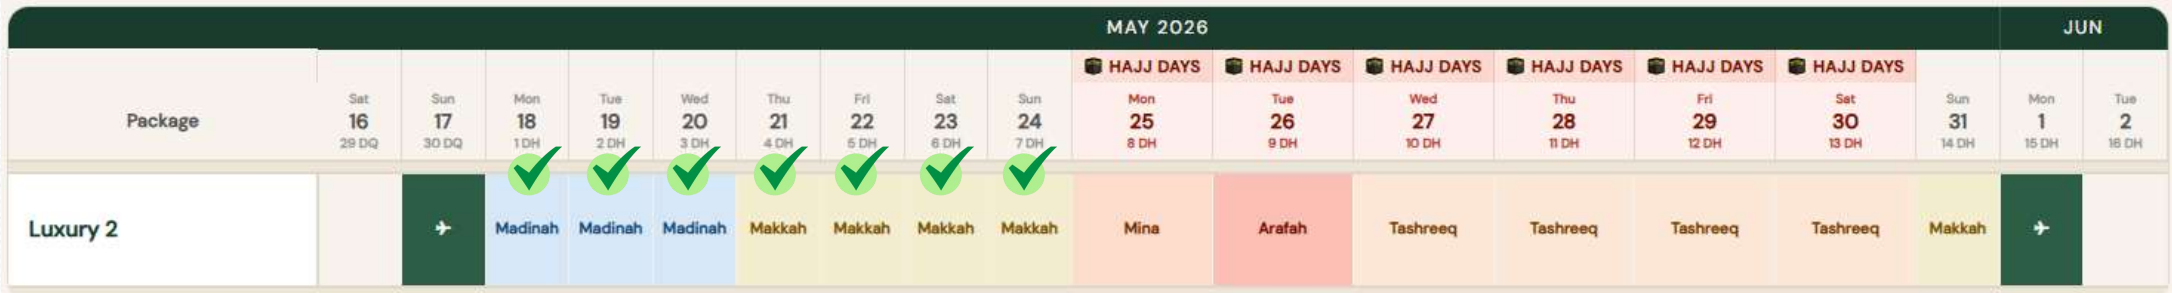 MAY 2026 JUN
HAJJ DAYS HAJJ DAYS HAJJ DAYS HAJJ DAYS HAJJ DAYS HAJJ DAYS
Package
Sat Sun Mon Tue Wed Thu Fri Sat Sun Mon Tue Wed Thu Fri Sat Sun Mon Tue
16 17 18 19 20 21 22 23 24 25 26 27 28 29 30 31 1 2
29 DQ 30 DQ 1 DH 2 DH 3 DH 4 DH 5 DH 6 DH 7 DH 8 DH 9 DH 10 DH 11 DH 12 DH 13 DH 14 DH 15 DH 16 DH
Luxury 2 Madinah Madinah Madinah Makkah Makkah Makkah Makkah Mina Arafah Tashreeq Tashreeq Tashreeq Tashreeq Makkah